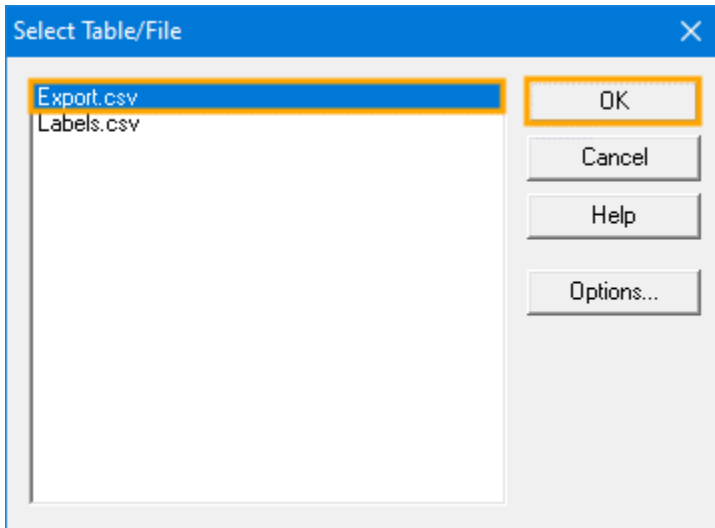 Select Table/File
Export.csv
Labels.csv
OK
Cancel
Help
Options...